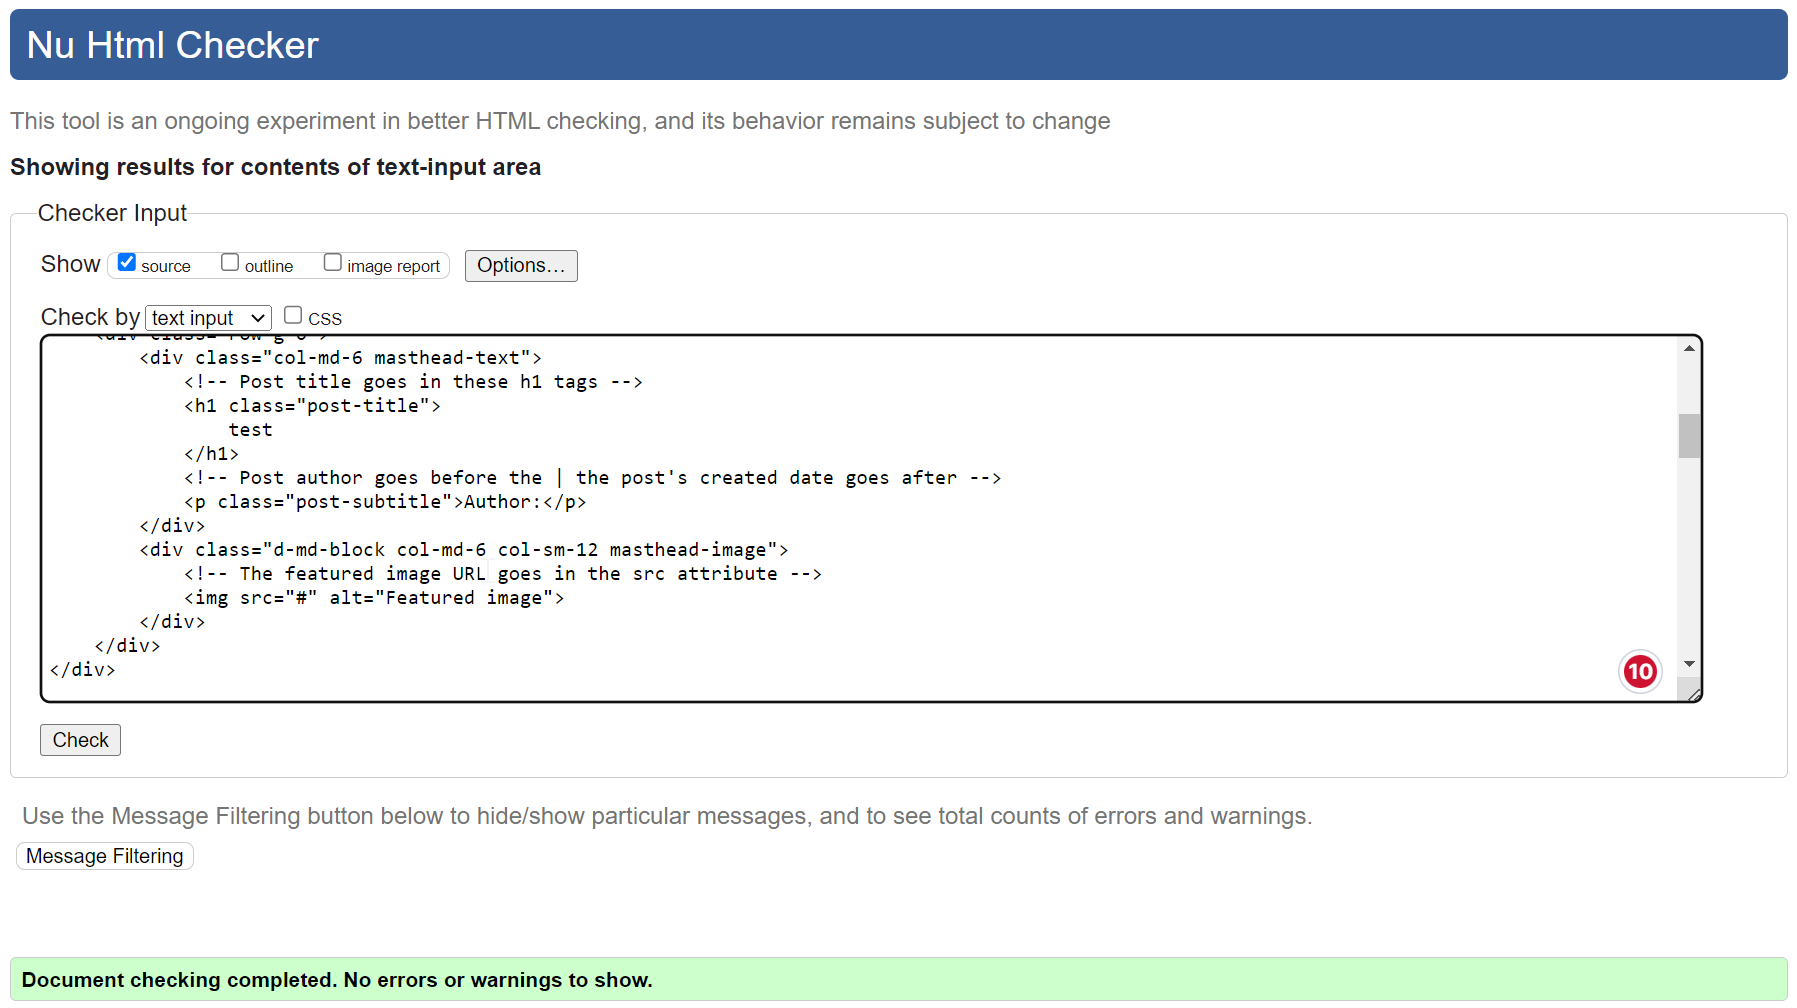 Nu Html Checker
This tool is an ongoing experiment in better HTML checking, and its behavior remains subject to change
Showing results for contents of text-input area
Checker Input
Show source outline image report Options...
Check by text input CSS
<div class="row g-0">
<div class="col-md-6 masthead-text">
<!-- Post title goes in these h1 tags -->
<h1 class="post-title">
test
</h1>
<!-- Post author goes before the | the post's created date goes after -->
<p class="post-subtitle">Author:</p>
</div>
<div class="d-md-block col-md-6 col-sm-12 masthead-image">
<!-- The featured image URL goes in the src attribute -->
<img src="#" alt="Featured image">
</div>
</div>
</div>
10
Check
Use the Message Filtering button below to hide/show particular messages, and to see total counts of errors and warnings.
Message Filtering
Document checking completed. No errors or warnings to show.